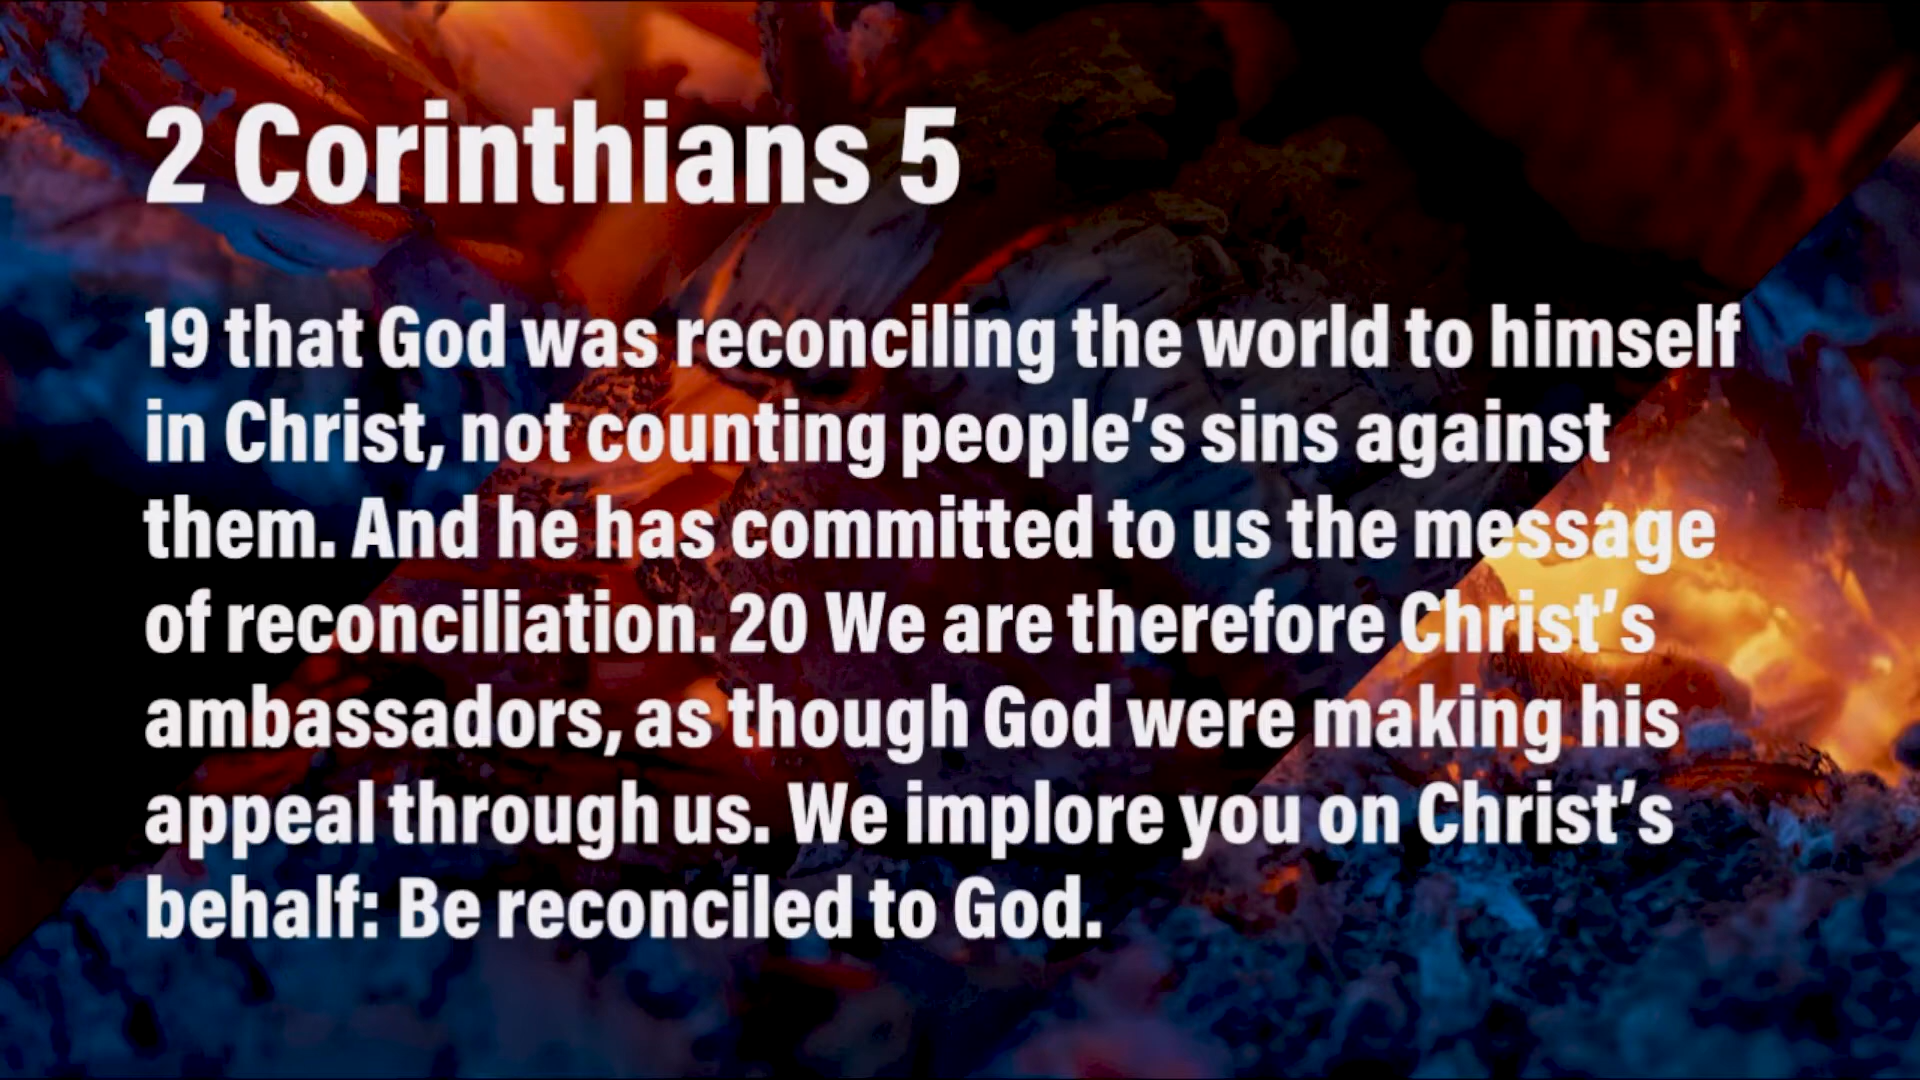 2 Corinthians 5
19 that God was reconciling the world to himself
in Christ, not counting people’s sins against
them. And he has committed to us the message
of reconciliation. 20 We are therefore Christ’s
ambassadors, as though God were making his
appeal through us. We implore you on Christ’s
behalf: Be reconciled to God.